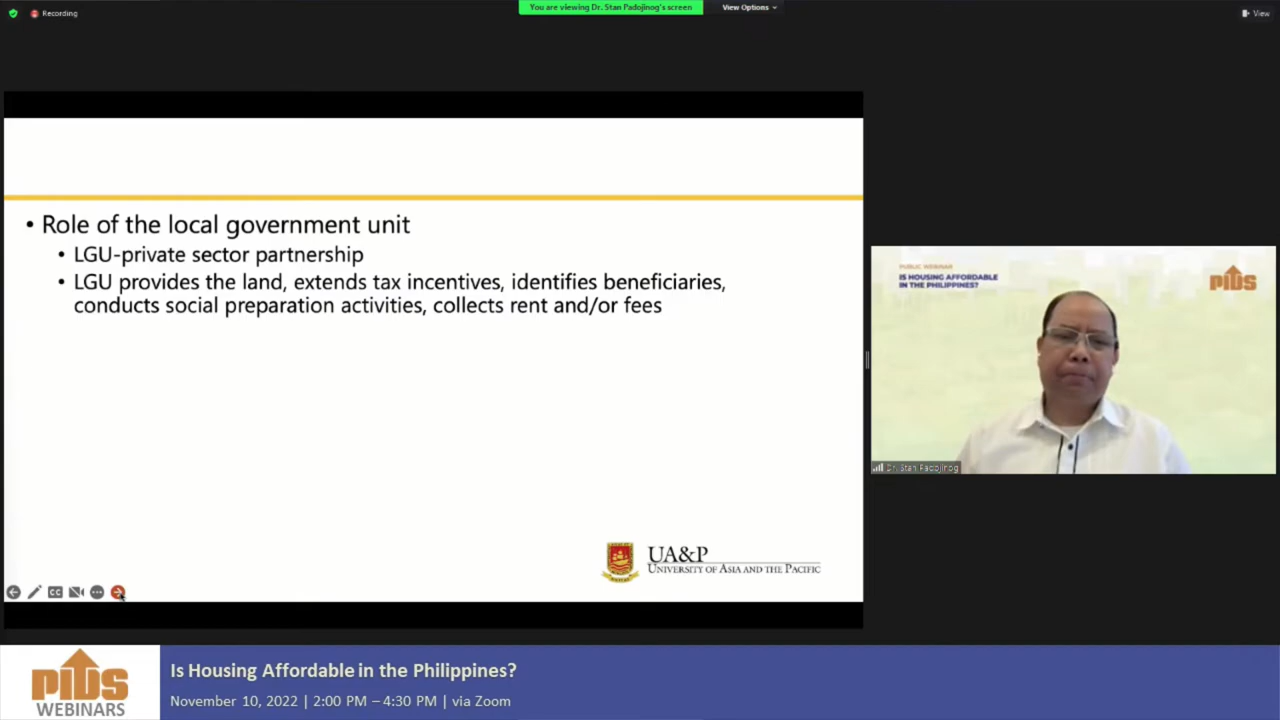 Recording
You are viewing Dr. Stan Padojinog's screen
View Options
View
• Role of the local government unit
• LGU-private sector partnership
• LGU provides the land, extends tax incentives, identifies beneficiaries,
conducts social preparation activities, collects rent and/or fees
UA&P
UNIVERSITY OF ASIA AND THE PACIFIC
CC
PUBLIC WEBINAR
IS HOUSING AFFORDABLE
IN THE PHILIPPINES?
PIDS
Dr. Stan Padojinog
PIDS
WEBINARS
Is Housing Affordable in the Philippines?
November 10, 2022 | 2:00 PM – 4:30 PM | via Zoom